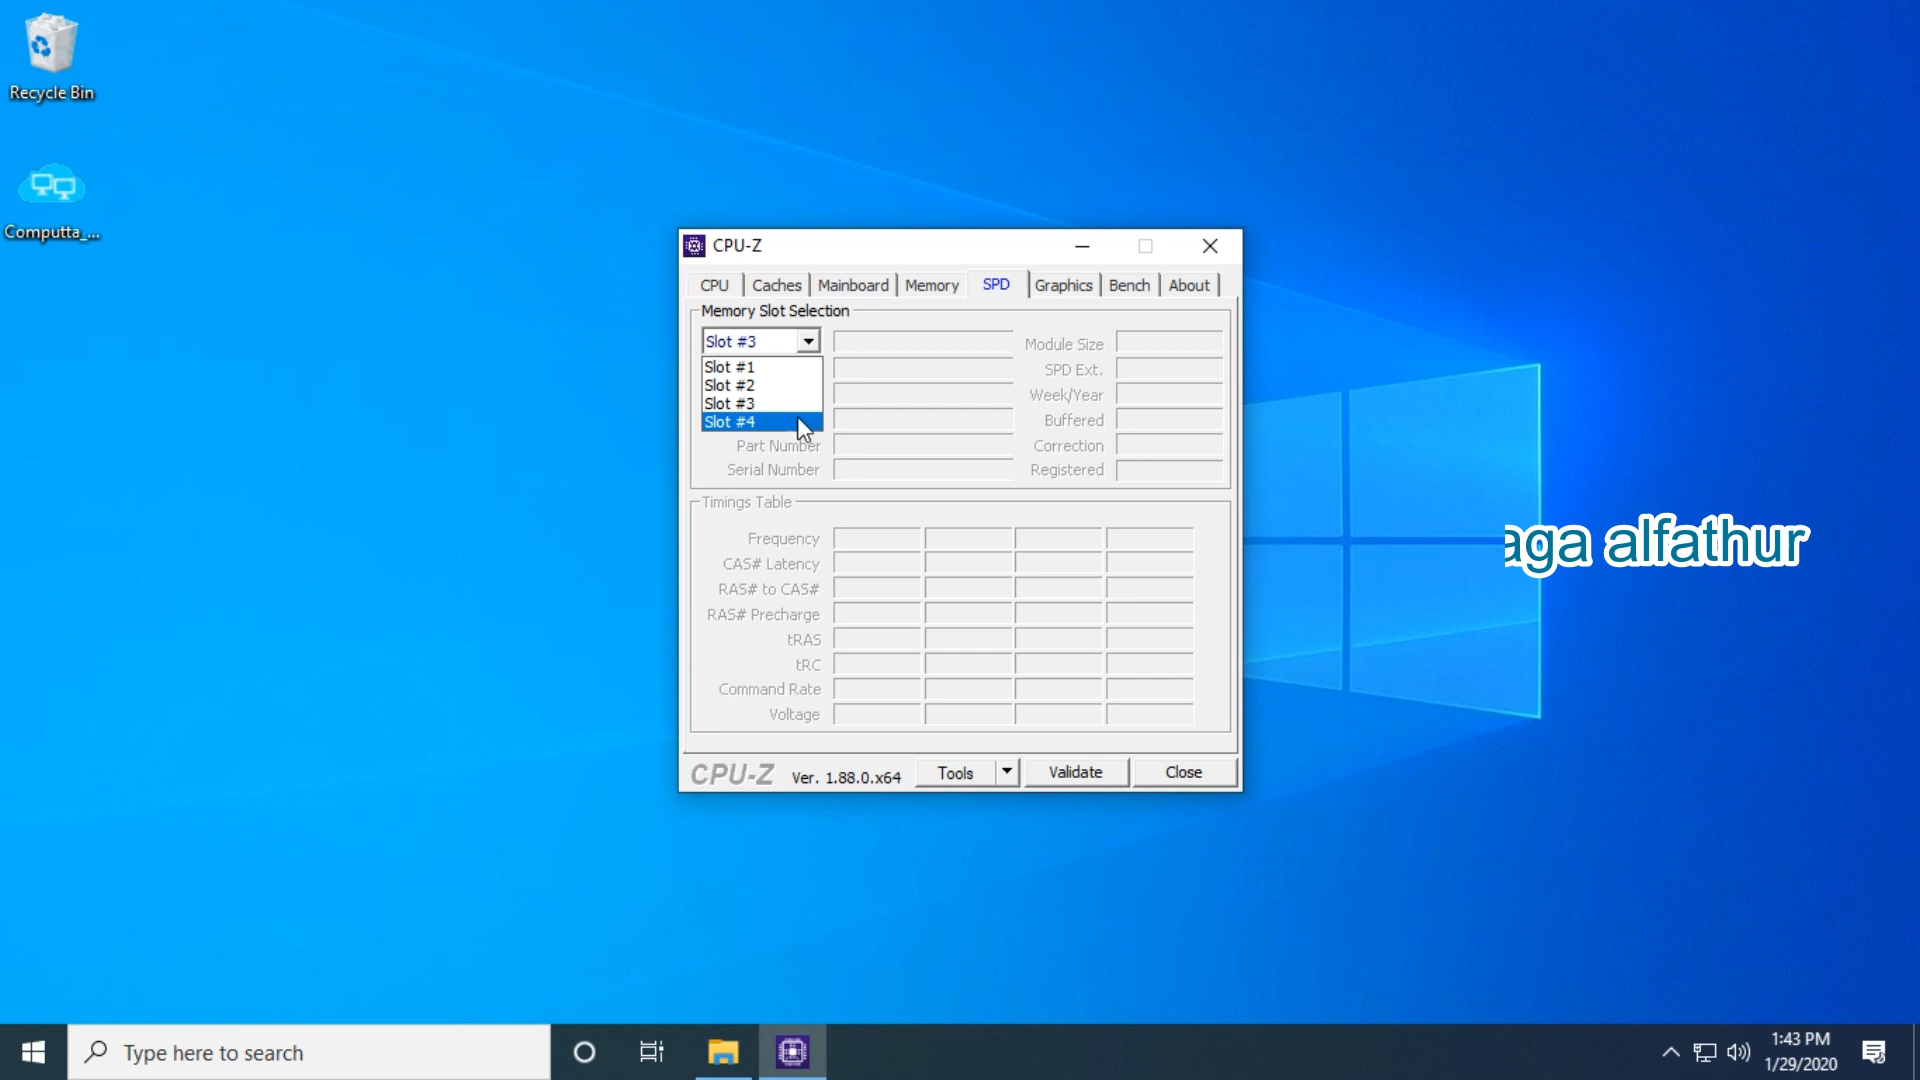 Recycle Bin
Computta_...
CPU-Z
CPU Caches Mainboard Memory SPD Graphics Bench About
Memory Slot Selection
Slot #3
Slot #1
Slot #2
Slot #3
Slot #4
Module Size
SPD Ext.
Week/Year
Buffered
Part Number
Correction
Serial Number
Registered
Timings Table
Frequency
CAS# Latency
RAS# to CAS#
RAS# Precharge
tRAS
tRC
Command Rate
Voltage
CPU-Z Ver. 1.88.0.x64 Tools Validate Close
aga alfathur
Type here to search
1:43 PM
1/29/2020